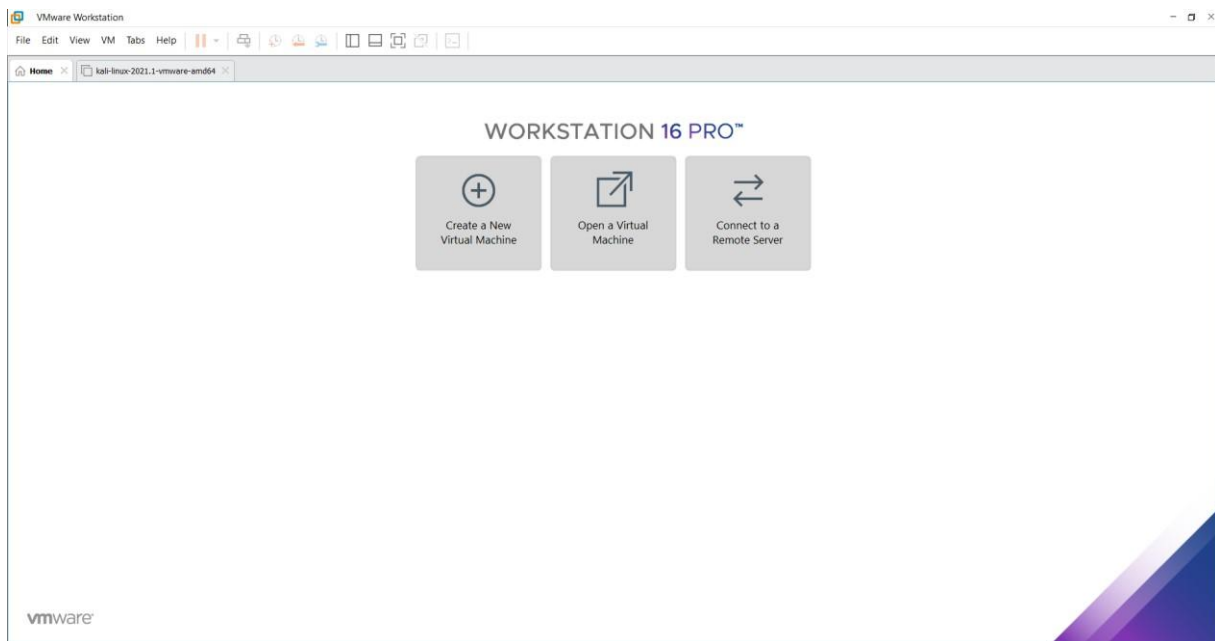 VMware Workstation
File Edit View VM Tabs Help
Home kali-linux-2021.1-vmware-amd64
WORKSTATION 16 PRO™
Create a New
Virtual Machine
Open a Virtual
Machine
Connect to a
Remote Server
vmware®